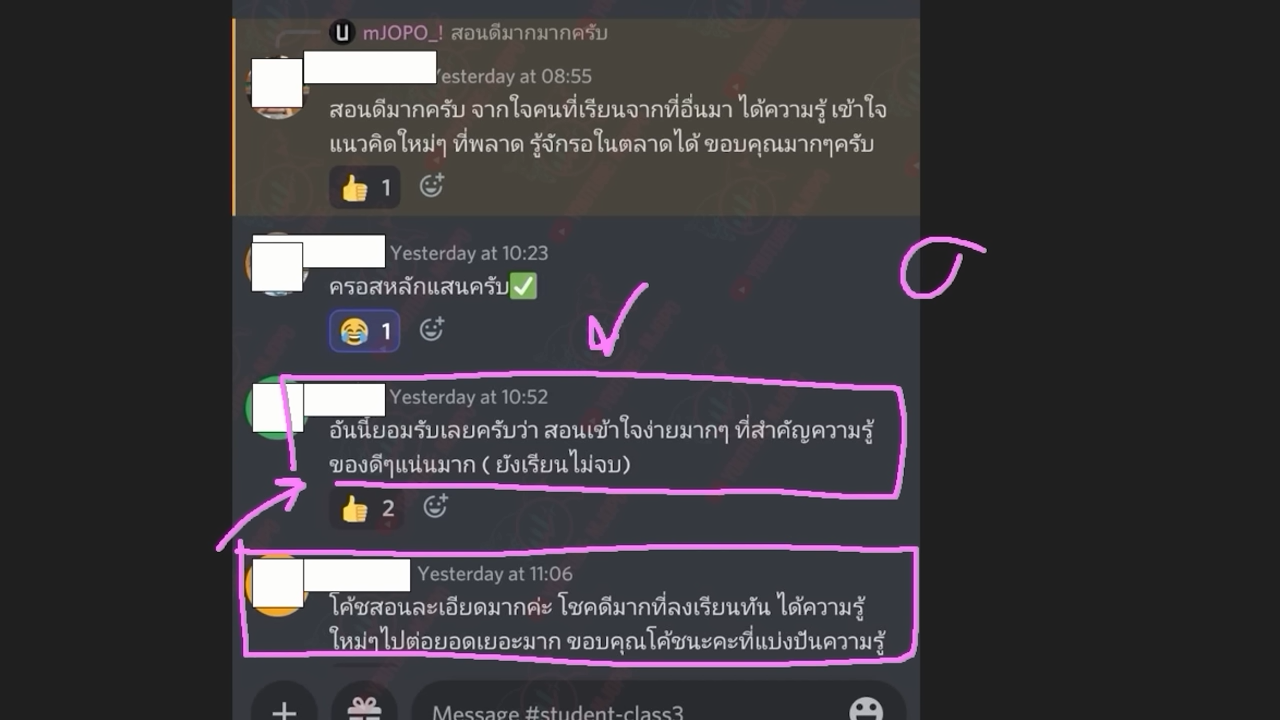 mJOPO_! สอนดีมากมากครับ
Yesterday at 08:55
สอนดีมากครับ จากใจคนที่เรียนจากที่อื่นมา ได้ความรู้ เข้าใจ
แนวคิดใหม่ๆ ที่พลาด รู้จักรอในตลาดได้ ขอบคุณมากๆครับ
1
Yesterday at 10:23
ครอสหลักแสนครับ✅
1
Yesterday at 10:52
อันนี้ยอมรับเลยครับว่า สอนเข้าใจง่ายมากๆ ที่สำคัญความรู้
ของดีๆแน่นมาก ( ยังเรียนไม่จบ)
2
Yesterday at 11:06
โค้ชสอนละเอียดมากค่ะ โชคดีมากที่ลงเรียนทัน ได้ความรู้
ใหม่ๆไปต่อยอดเยอะมาก ขอบคุณโค้ชนะคะที่แบ่งปันความรู้
Message #student-class3